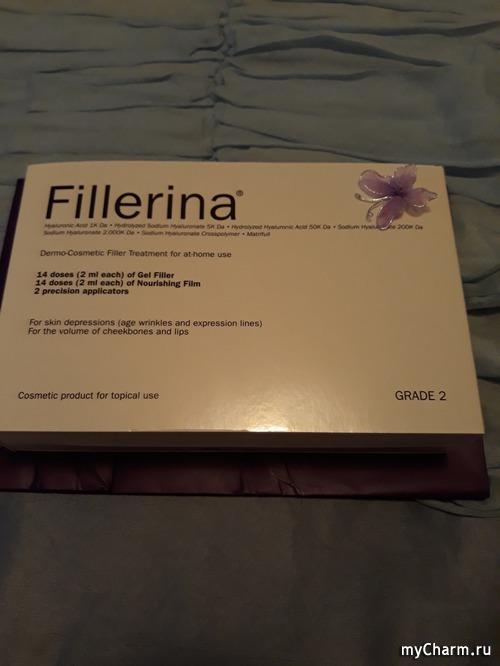 Fillerina®
Hyaluronic Acid 1K Da • Hydrolyzed Sodium Hyaluronate 5K Da • Hydrolyzed Hyaluronic Acid 50K Da • Sodium Hyaluronate 200K Da
Sodium Hyaluronate 2,000K Da • Sodium Hyaluronate Crosspolymer • Matrifull
Dermo-Cosmetic Filler Treatment for at-home use
14 doses (2 ml each) of Gel Filler
14 doses (2 ml each) of Nourishing Film
2 precision applicators
For skin depressions (age wrinkles and expression lines)
For the volume of cheekbones and lips
Cosmetic product for topical use
GRADE 2
myCharm.ru